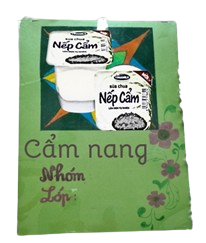 sữa chua
Nếp Cẩm
sữa chua
Nếp Cẩm
Cẩm nang
Nhóm
Lớp: